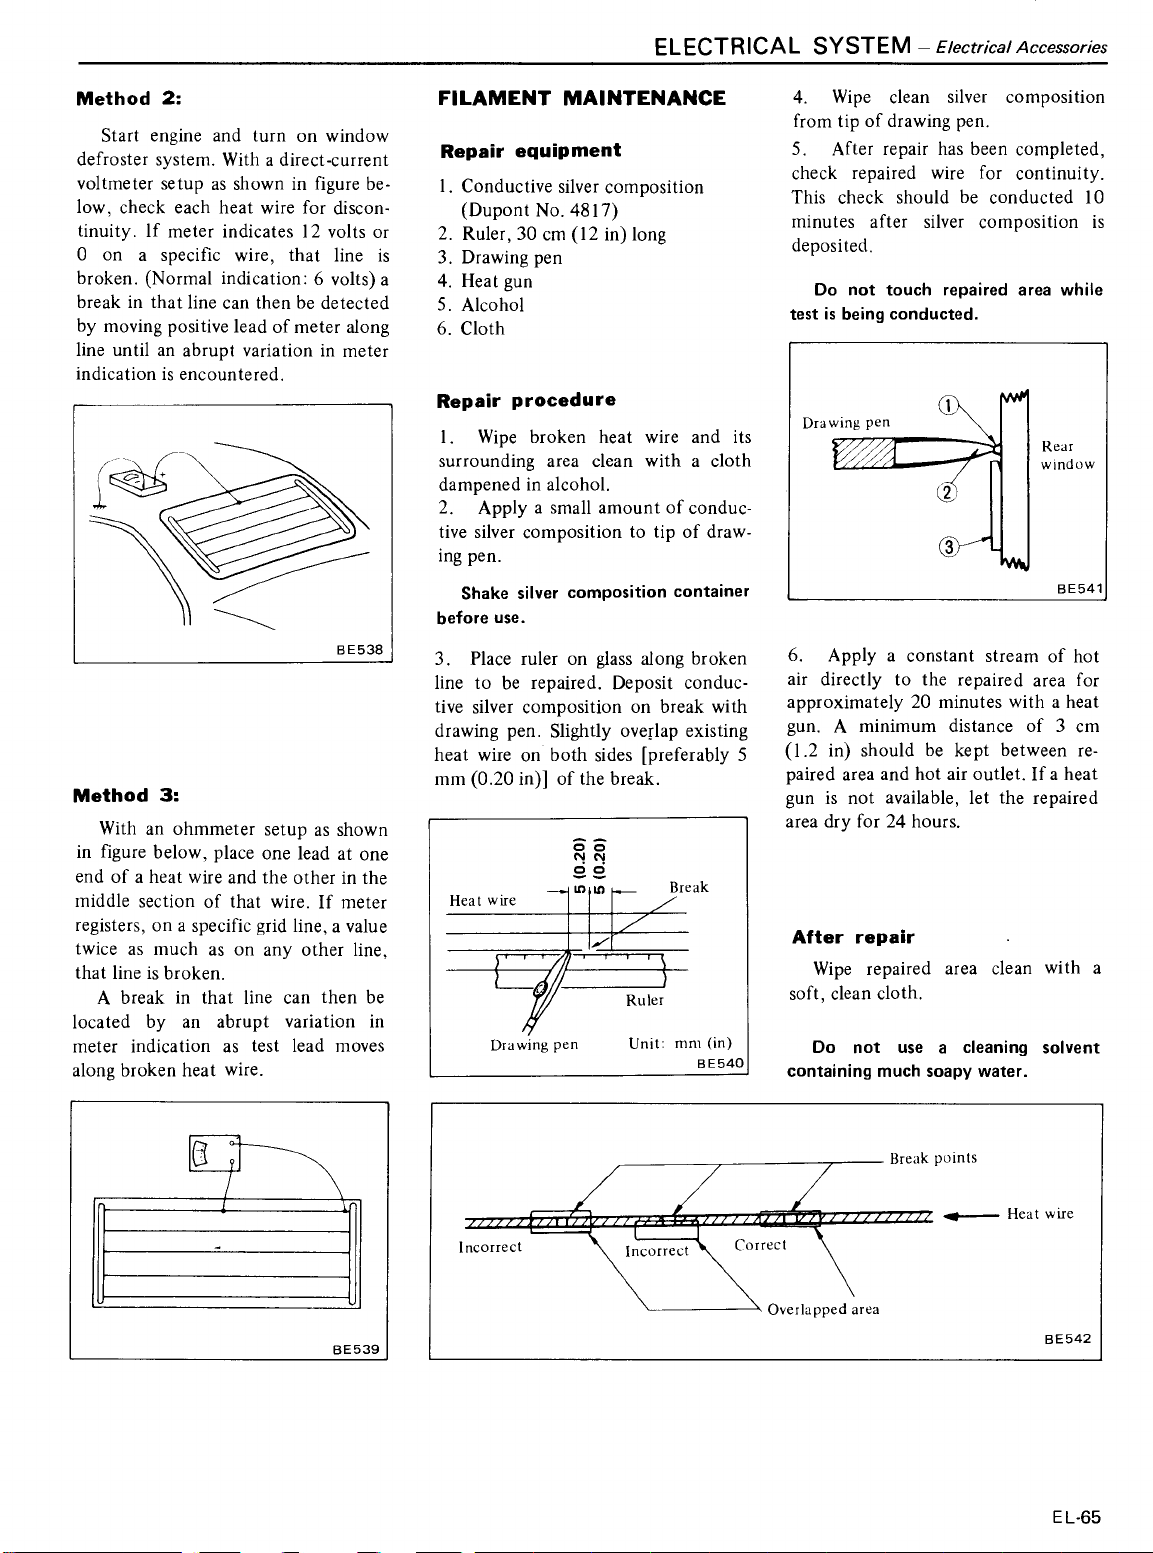 ELECTRICAL SYSTEM – Electrical Accessories
Method 2:
Start engine and turn on window
defroster system. With a direct-current
voltmeter setup as shown in figure be-
low, check each heat wire for discon-
tinuity. If meter indicates 12 volts or
0 on a specific wire, that line is
broken. (Normal indication: 6 volts) a
break in that line can then be detected
by moving positive lead of meter along
line until an abrupt variation in meter
indication is encountered.
- +
BE538
Method 3:
With an ohmmeter setup as shown
in figure below, place one lead at one
end of a heat wire and the other in the
middle section of that wire. If meter
registers, on a specific grid line, a value
twice as much as on any other line,
that line is broken.
A break in that line can then be
located by an abrupt variation in
meter indication as test lead moves
along broken heat wire.
BE539
FILAMENT MAINTENANCE
Repair equipment
1. Conductive silver composition
(Dupont No. 4817)
2. Ruler, 30 cm (12 in) long
3. Drawing pen
4. Heat gun
5. Alcohol
6. Cloth
Repair procedure
1. Wipe broken heat wire and its
surrounding area clean with a cloth
dampened in alcohol.
2. Apply a small amount of conduc-
tive silver composition to tip of draw-
ing pen.
Shake silver composition container
before use.
3. Place ruler on glass along broken
line to be repaired. Deposit conduc-
tive silver composition on break with
drawing pen. Slightly overlap existing
heat wire on both sides [preferably 5
mm (0.20 in)] of the break.
5 (0.20)
5 (0.20)
Heat wire
Break
Ruler
Drawing pen
Unit: mm (in)
BE540
4. Wipe clean silver composition
from tip of drawing pen.
5. After repair has been completed,
check repaired wire for continuity.
This check should be conducted 10
minutes after silver composition is
deposited.
Do not touch repaired area while
test is being conducted.
Drawing pen
1
2
3
Rear
window
BE541
6. Apply a constant stream of hot
air directly to the repaired area for
approximately 20 minutes with a heat
gun. A minimum distance of 3 cm
(1.2 in) should be kept between re-
paired area and hot air outlet. If a heat
gun is not available, let the repaired
area dry for 24 hours.
After repair
Wipe repaired area clean with a
soft, clean cloth.
Do not use a cleaning solvent
containing much soapy water.
Break points
Heat wire
Incorrect
Incorrect
Correct
Overlapped area
BE542
EL-65